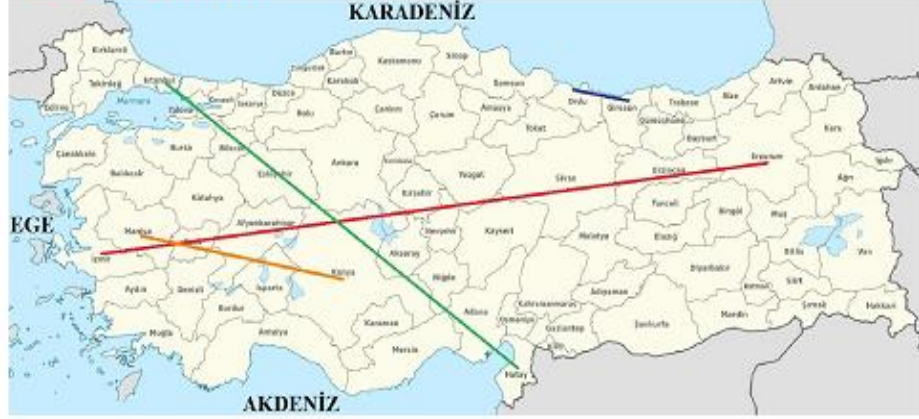 KARADENİZ
Kırklareli
Edirne
Tekirdağ
İstanbul
Marmara
Yalova
Kocaeli
Sakarya
Düzce
Bolu
Zonguldak
Bartın
Karabük
Kastamonu
Sinop
Samsun
Çankırı
Çorum
Amasya
Tokat
Ordu
Giresun
Gümüşhane
Trabzon
Rize
Artvin
Ardahan
Bayburt
Kars
Iğdır
Çanakkale
Balıkesir
Bursa
Bilecik
Eskişehir
Kütahya
Ankara
Kırıkkale
Kırşehir
Yozgat
Sivas
Erzincan
Erzurum
Ağrı
EGE
Manisa
İzmir
Uşak
Afyonkarahisar
Konya
Aksaray
Nevşehir
Kayseri
Niğde
Malatya
Tunceli
Elazığ
Bingöl
Muş
Bitlis
Van
Aydın
Denizli
Isparta
Burdur
Muğla
Antalya
Karaman
Mersin
Adana
Kahramanmaraş
Osmaniye
Gaziantep
Kilis
Hatay
Adıyaman
Şanlıurfa
Diyarbakır
Batman
Mardin
Siirt
Şırnak
Hakkari
AKDENİZ